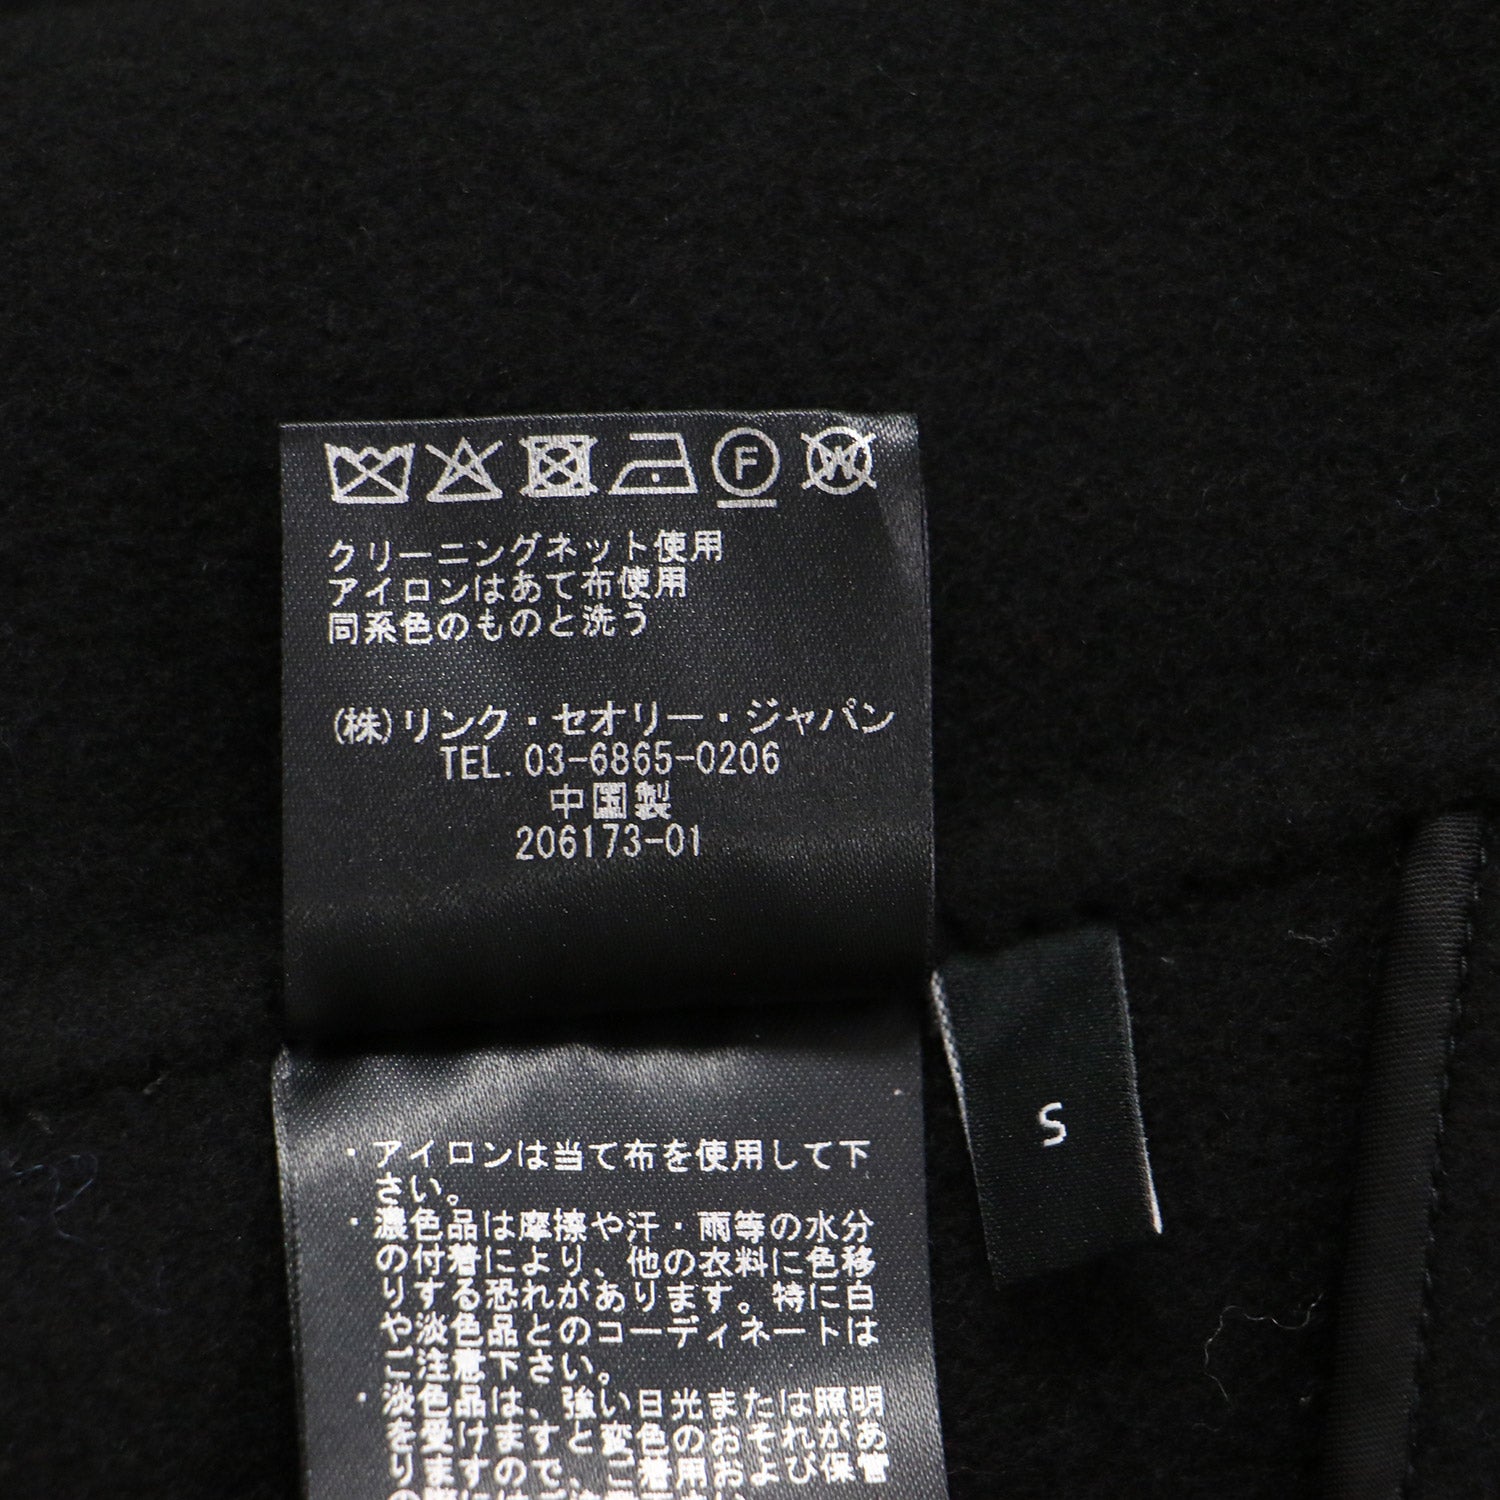 F W
クリーニングネット使用
アイロンはあて布使用
同系色のものと洗う
(株)リンク・セオリー・ジャパン
TEL. 03-6865-0206
中国製
206173-01
S
・アイロンは当て布を使用して下
さい。
・濃色品は摩擦や汗・雨等の水分
の付着により、他の衣料に色移
りする恐れがあります。特に白
や淡色品とのコーディネートは
ご注意下さい。
・淡色品は、強い日光または照明
を受けますと変色のおそれがあ
りますので、ご着用および保管